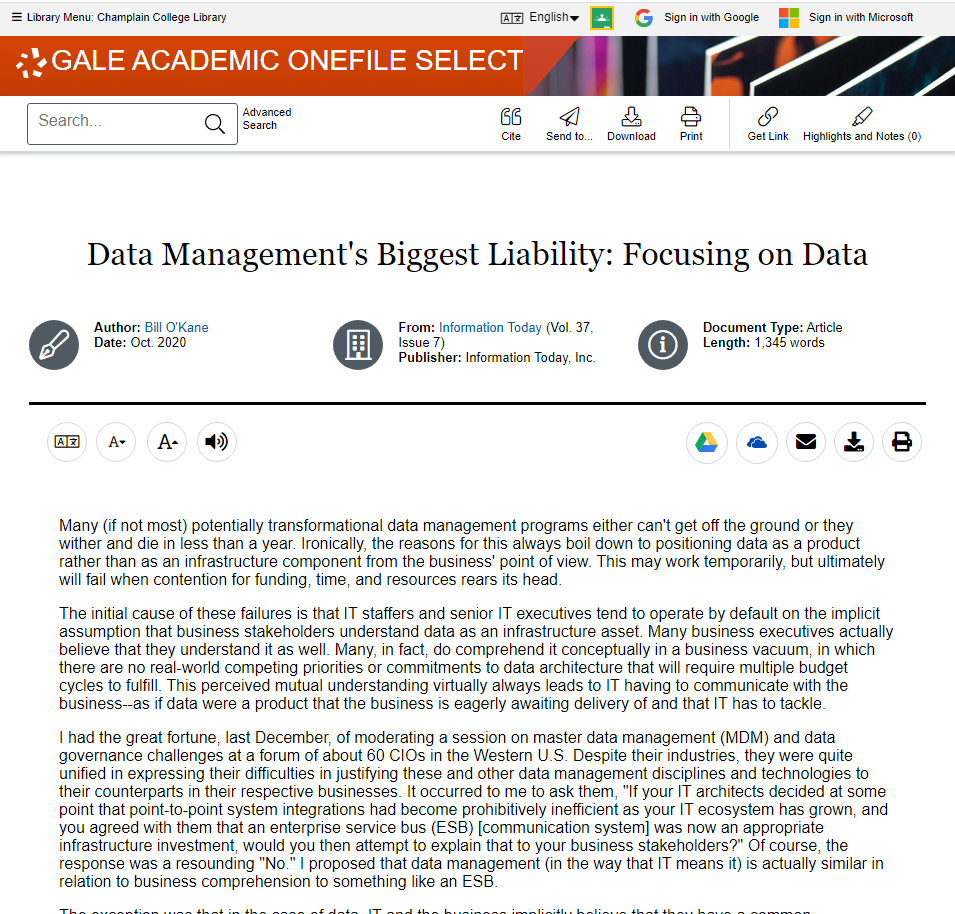 Library Menu: Champlain College Library
English
Sign in with Google
Sign in with Microsoft
GALE ACADEMIC ONEFILE SELECT
Search...
Advanced
Search
Cite
Send to...
Download
Print
Get Link
Highlights and Notes (0)
Data Management's Biggest Liability: Focusing on Data
Author: Bill O'Kane
Date: Oct. 2020
From: Information Today (Vol. 37,
Issue 7)
Publisher: Information Today, Inc.
Document Type: Article
Length: 1,345 words
A
A
A
Many (if not most) potentially transformational data management programs either can't get off the ground or they
wither and die in less than a year. Ironically, the reasons for this always boil down to positioning data as a product
rather than as an infrastructure component from the business' point of view. This may work temporarily, but ultimately
will fail when contention for funding, time, and resources rears its head.
The initial cause of these failures is that IT staffers and senior IT executives tend to operate by default on the implicit
assumption that business stakeholders understand data as an infrastructure asset. Many business executives actually
believe that they understand it as well. Many, in fact, do comprehend it conceptually in a business vacuum, in which
there are no real-world competing priorities or commitments to data architecture that will require multiple budget
cycles to fulfill. This perceived mutual understanding virtually always leads to IT having to communicate with the
business--as if data were a product that the business is eagerly awaiting delivery of and that IT has to tackle.
I had the great fortune, last December, of moderating a session on master data management (MDM) and data
governance challenges at a forum of about 60 CIOs in the Western U.S. Despite their industries, they were quite
unified in expressing their difficulties in justifying these and other data management disciplines and technologies to
their counterparts in their respective businesses. It occurred to me to ask them, "If your IT architects decided at some
point that point-to-point system integrations had become prohibitively inefficient as your IT ecosystem has grown, and
you agreed with them that an enterprise service bus (ESB) [communication system] was now an appropriate
infrastructure investment, would you then attempt to explain that to your business stakeholders?" Of course, the
response was a resounding "No." I proposed that data management (in the way that IT means it) is actually similar in
relation to business comprehension to something like an ESB.
The exception was that in the case of data, IT and the business implicitly believe that they have a common